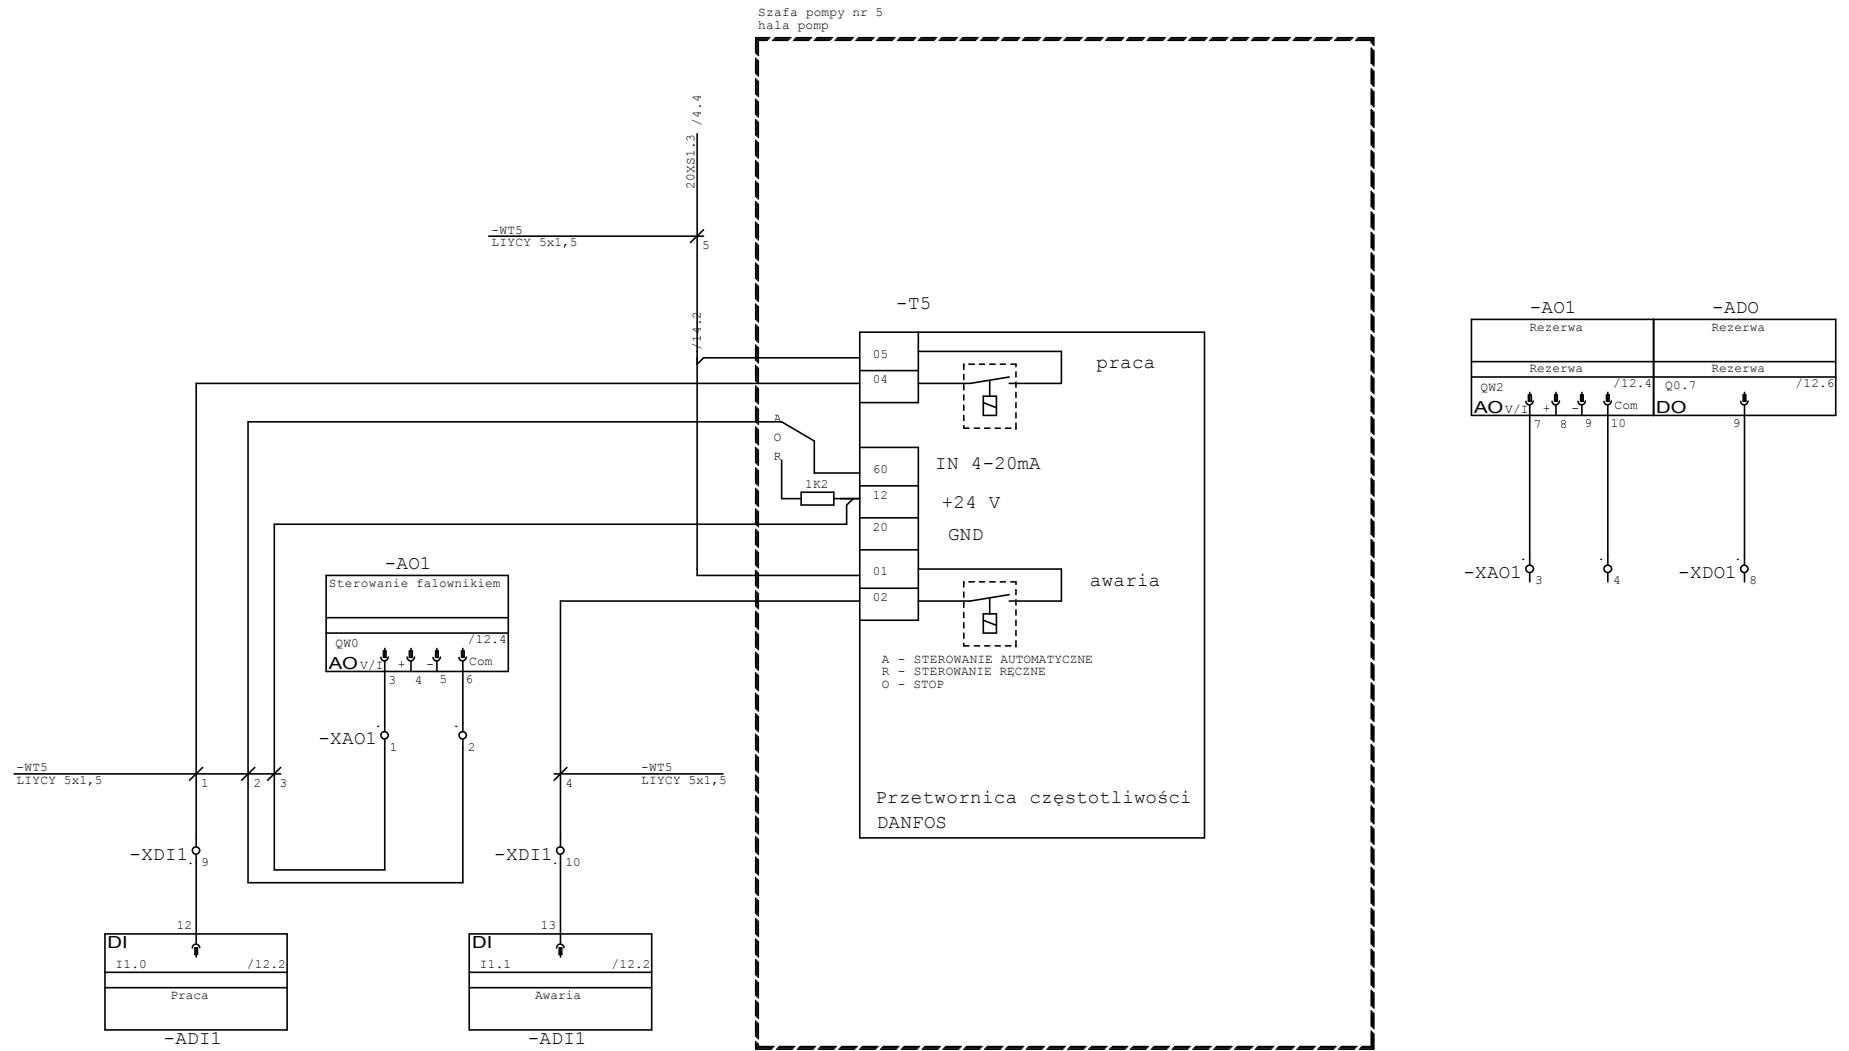 Szafa pompy nr 5
hala pomp
/4.4
20XS1.3
-WT5
LIYCY 5x1,5
5
/14.2
-T5
05
04
praca
A
O
R
1K2
60
12
20
IN 4-20mA
+24 V
GND
01
02
awaria
A - STEROWANIE AUTOMATYCZNE
R - STEROWANIE RĘCZNE
O - STOP
Przetwornica częstotliwości
DANFOS
-AO1
Rezerwa
Rezerwa
QW2
/12.4
AO V/I + - Com
7 8 9 10
-ADO
Rezerwa
Rezerwa
Q0.7
/12.6
DO
9
-XAO1
3
4
-XDO1
8
-AO1
Sterowanie falownikiem
QW0
/12.4
AO V/I + - Com
3 4 5 6
-XAO1
1
2
-WT5
LIYCY 5x1,5
1
2
3
4
-WT5
LIYCY 5x1,5
-XDI1
9
-XDI1
10
12
DI
I1.0
/12.2
Praca
-ADI1
13
DI
I1.1
/12.2
Awaria
-ADI1